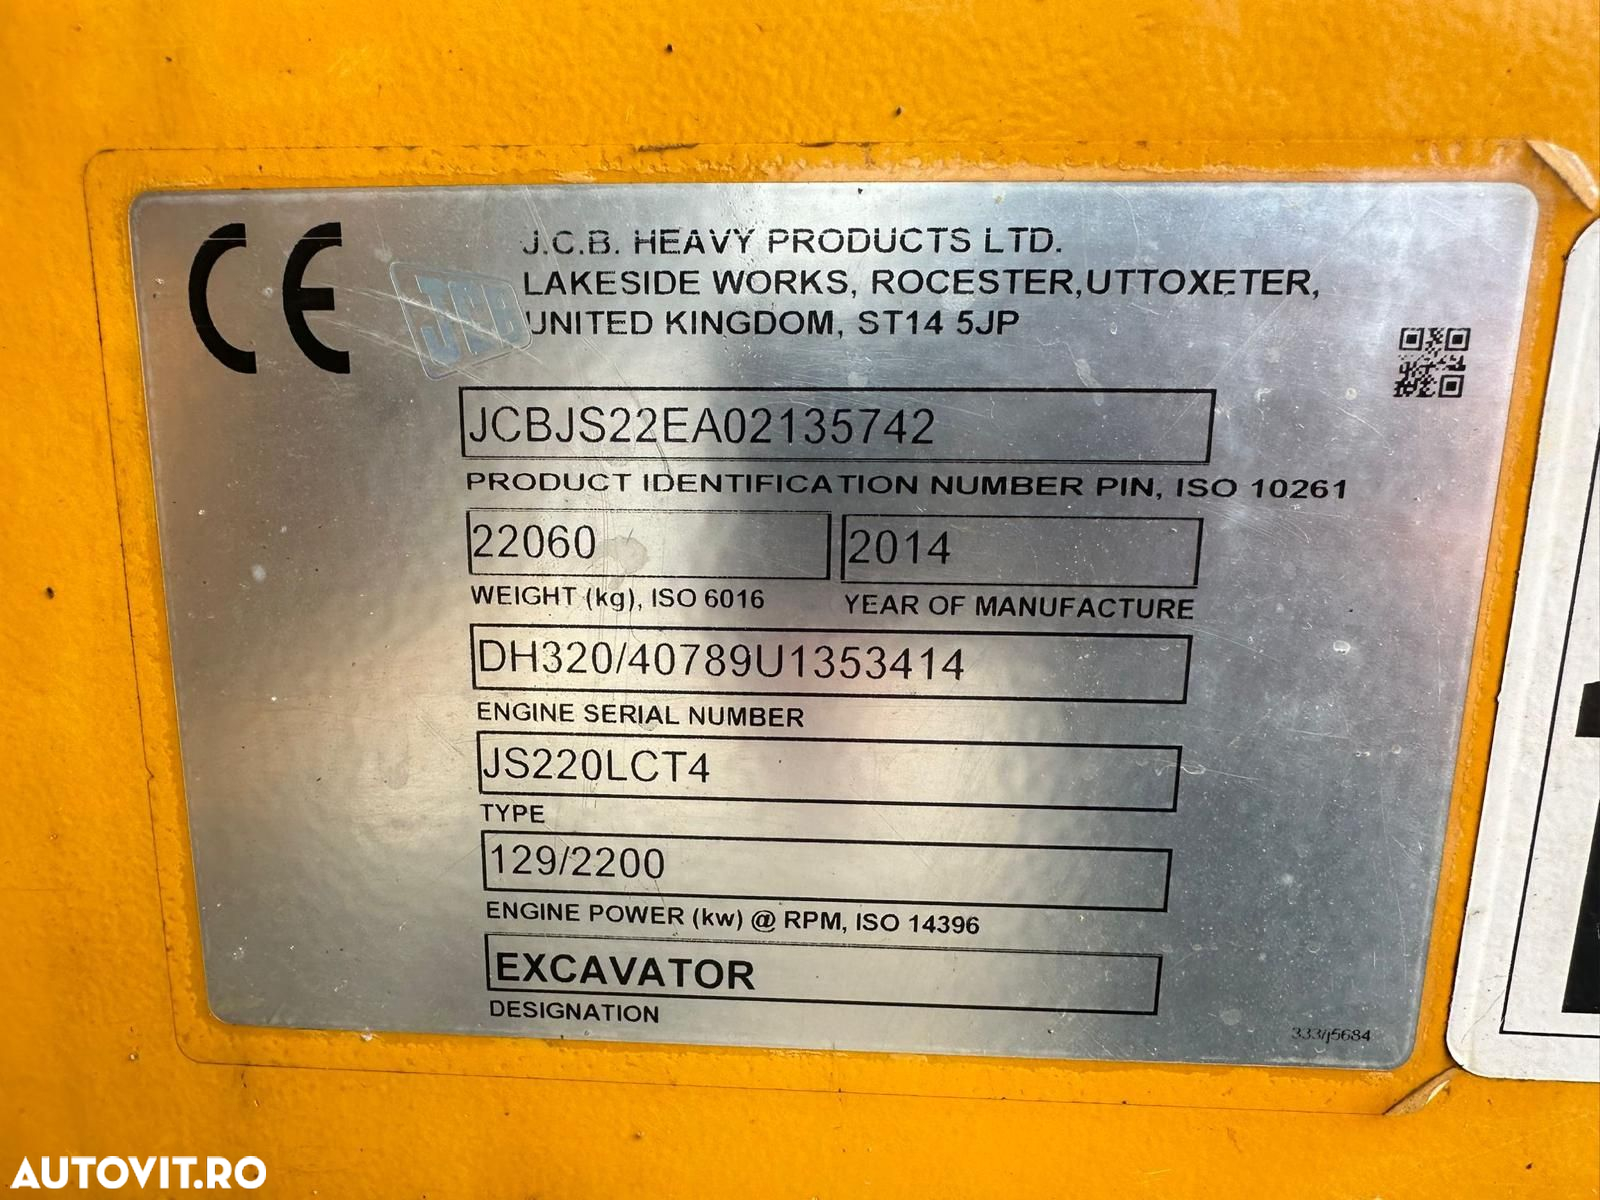 CE
JCB
J.C.B. HEAVY PRODUCTS LTD.
LAKESIDE WORKS, ROCESTER,UTTOXETER,
UNITED KINGDOM, ST14 5JP
JCBJS22EA02135742
PRODUCT IDENTIFICATION NUMBER PIN, ISO 10261
22060 2014
WEIGHT (kg), ISO 6016 YEAR OF MANUFACTURE
DH320/40789U1353414
ENGINE SERIAL NUMBER
JS220LCT4
TYPE
129/2200
ENGINE POWER (kw) @ RPM, ISO 14396
EXCAVATOR
DESIGNATION
333/j5684
AUTOVIT.RO